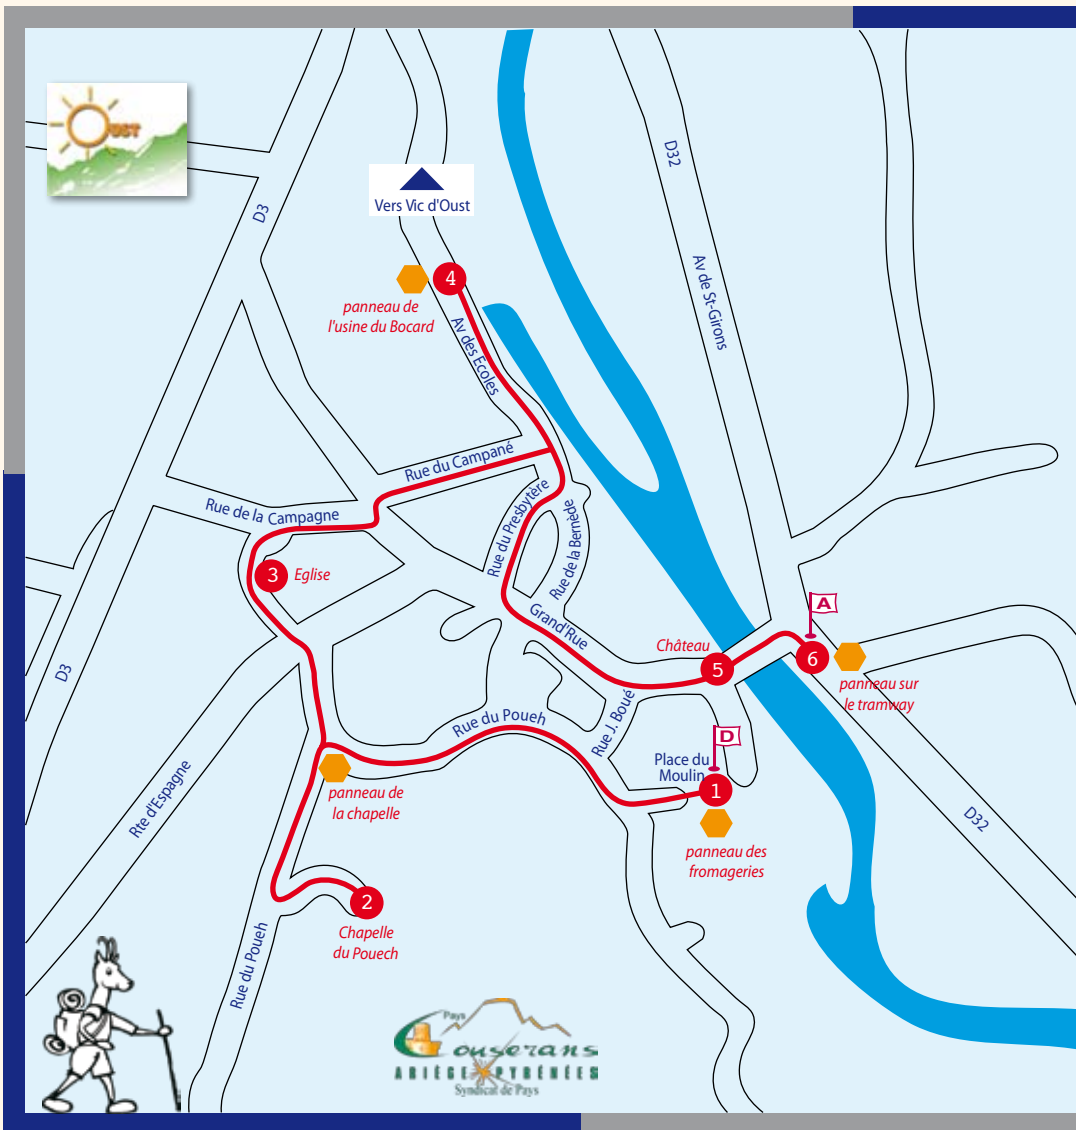 OUST
Vers Vic d'Oust
D3
D32
4
panneau de
l'usine du Bocard
Av des Ecoles
Av de St-Girons
Rue du Campané
Rue de la Campagne
Rue du Presbytère
Rue de la Bernède
3
Eglise
Grand'Rue
A
Château
5
6
panneau sur
le tramway
D3
Rue du Poueh
Rue J. Boué
D
Place du
Moulin
1
panneau de
la chapelle
Rte d'Espagne
D32
panneau des
fromageries
2
Chapelle
du Pouech
Rue du Poueh
Pays
Couserans
ARIÈGE PYRÉNÉES
Syndicat de Pays